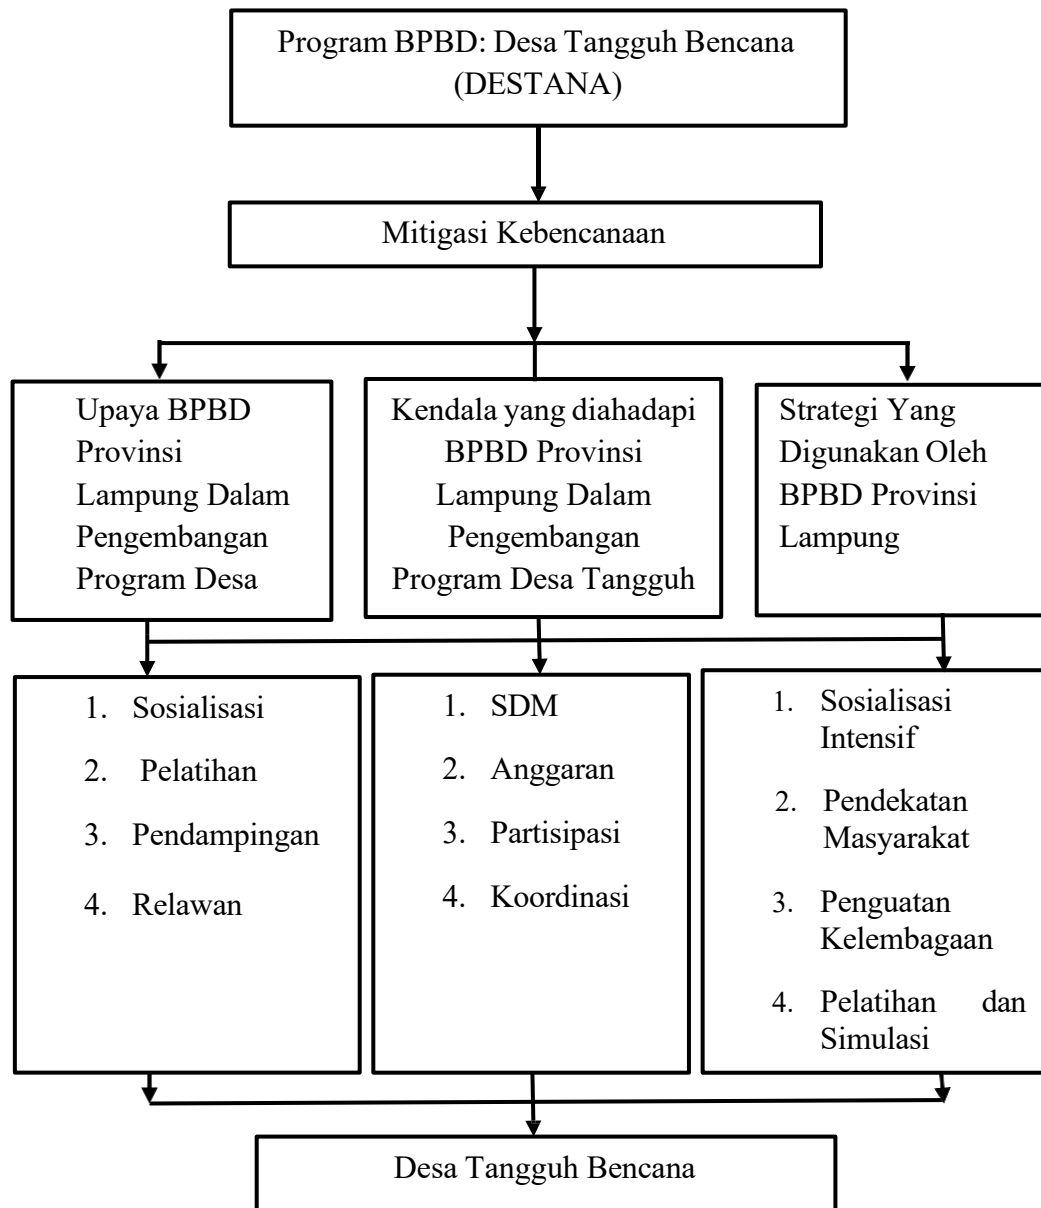 Program BPBD: Desa Tangguh Bencana
(DESTANA)
Mitigasi Kebencanaan
Upaya BPBD
Provinsi
Lampung Dalam
Pengembangan
Program Desa
Kendala yang diahadapi
BPBD Provinsi
Lampung Dalam
Pengembangan
Program Desa Tangguh
Strategi Yang
Digunakan Oleh
BPBD Provinsi
Lampung
1. Sosialisasi
2. Pelatihan
3. Pendampingan
4. Relawan
1. SDM
2. Anggaran
3. Partisipasi
4. Koordinasi
1. Sosialisasi
Intensif
2. Pendekatan
Masyarakat
3. Penguatan
Kelembagaan
4. Pelatihan dan
Simulasi
Desa Tangguh Bencana